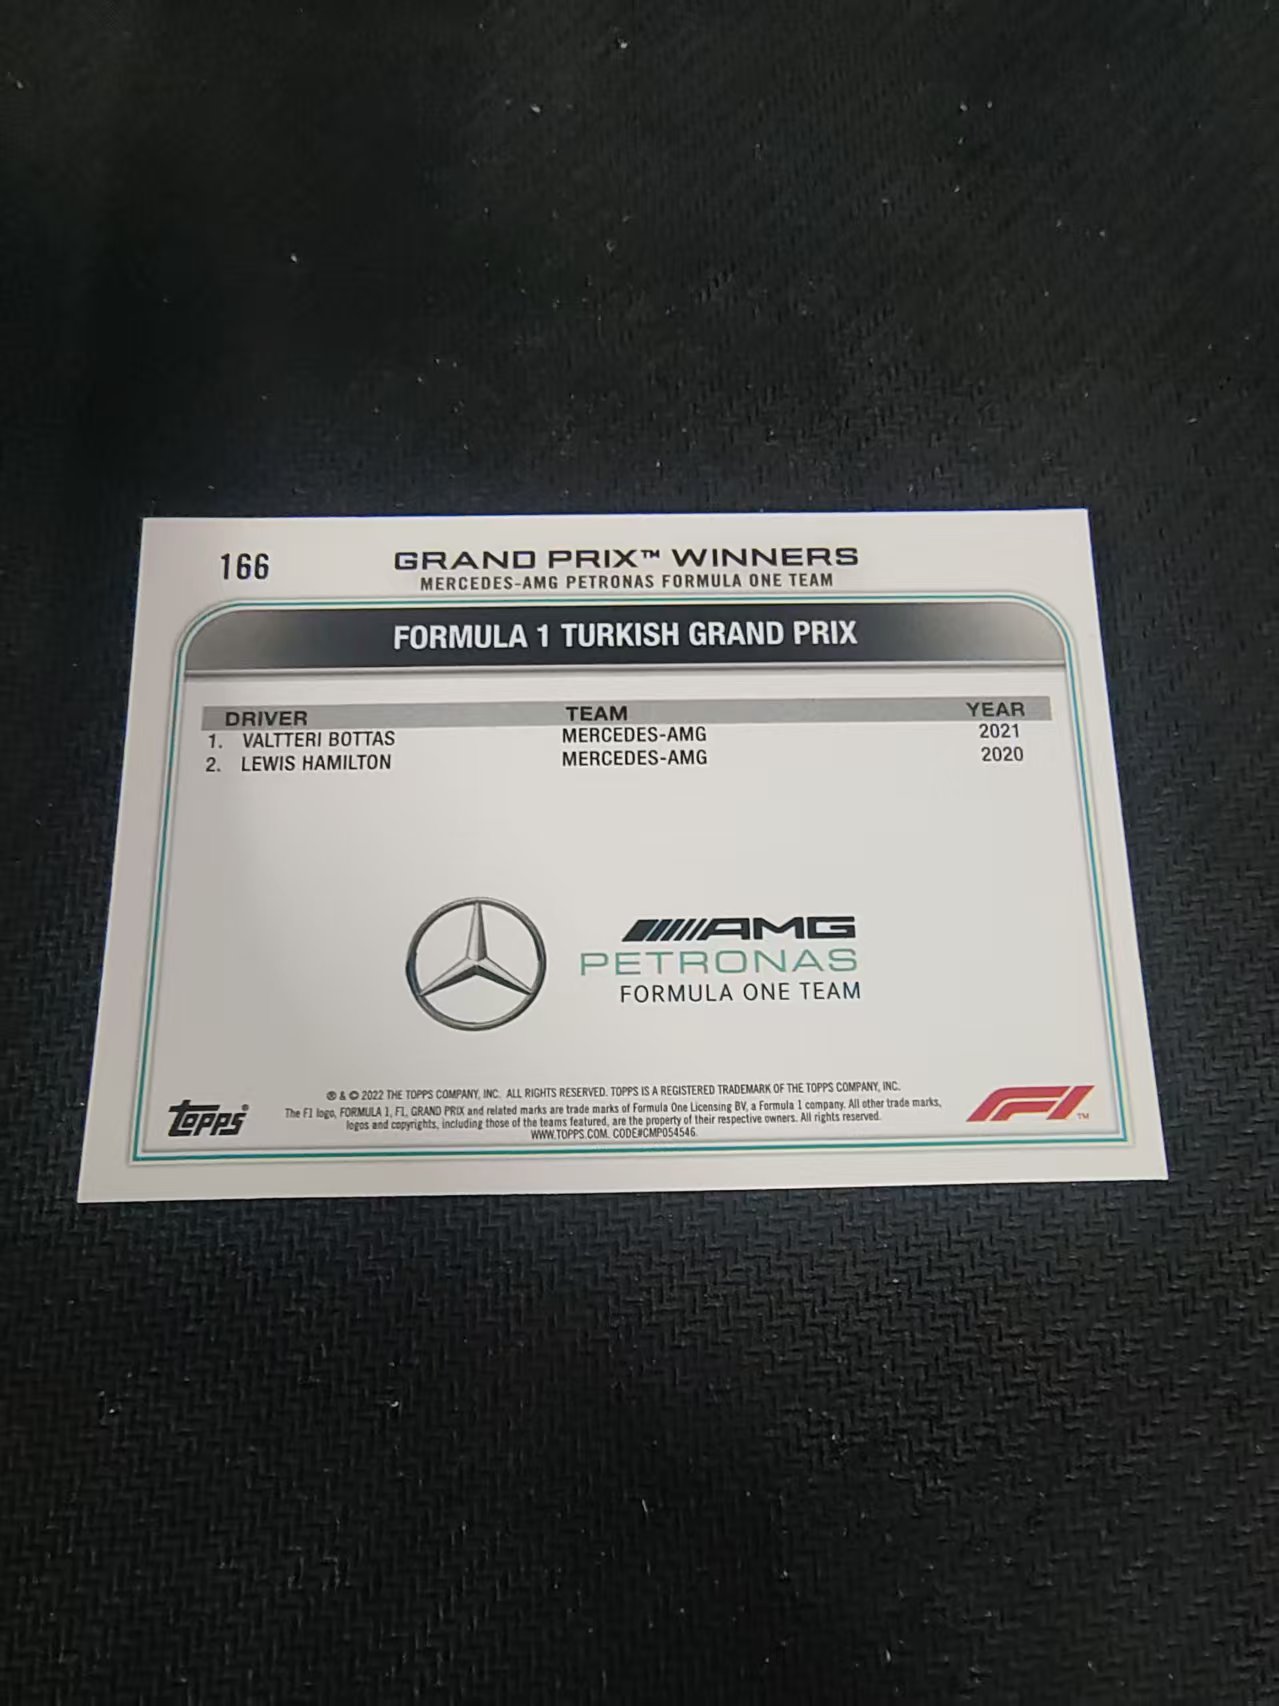 166
GRAND PRIX™ WINNERS
MERCEDES-AMG PETRONAS FORMULA ONE TEAM
FORMULA 1 TURKISH GRAND PRIX
DRIVER TEAM YEAR
1. VALTTERI BOTTAS MERCEDES-AMG 2021
2. LEWIS HAMILTON MERCEDES-AMG 2020
AMG
PETRONAS
FORMULA ONE TEAM
® & © 2022 THE TOPPS COMPANY, INC. ALL RIGHTS RESERVED. TOPPS IS A REGISTERED TRADEMARK OF THE TOPPS COMPANY, INC.
The F1 logo, FORMULA 1, F1, GRAND PRIX and related marks are trade marks of Formula One Licensing BV, a Formula 1 company. All other trade marks,
logos and copyrights, including those of the teams featured, are the property of their respective owners. All rights reserved.
WWW.TOPPS.COM. CODE#CMP054546.
TOPPS®
F1™